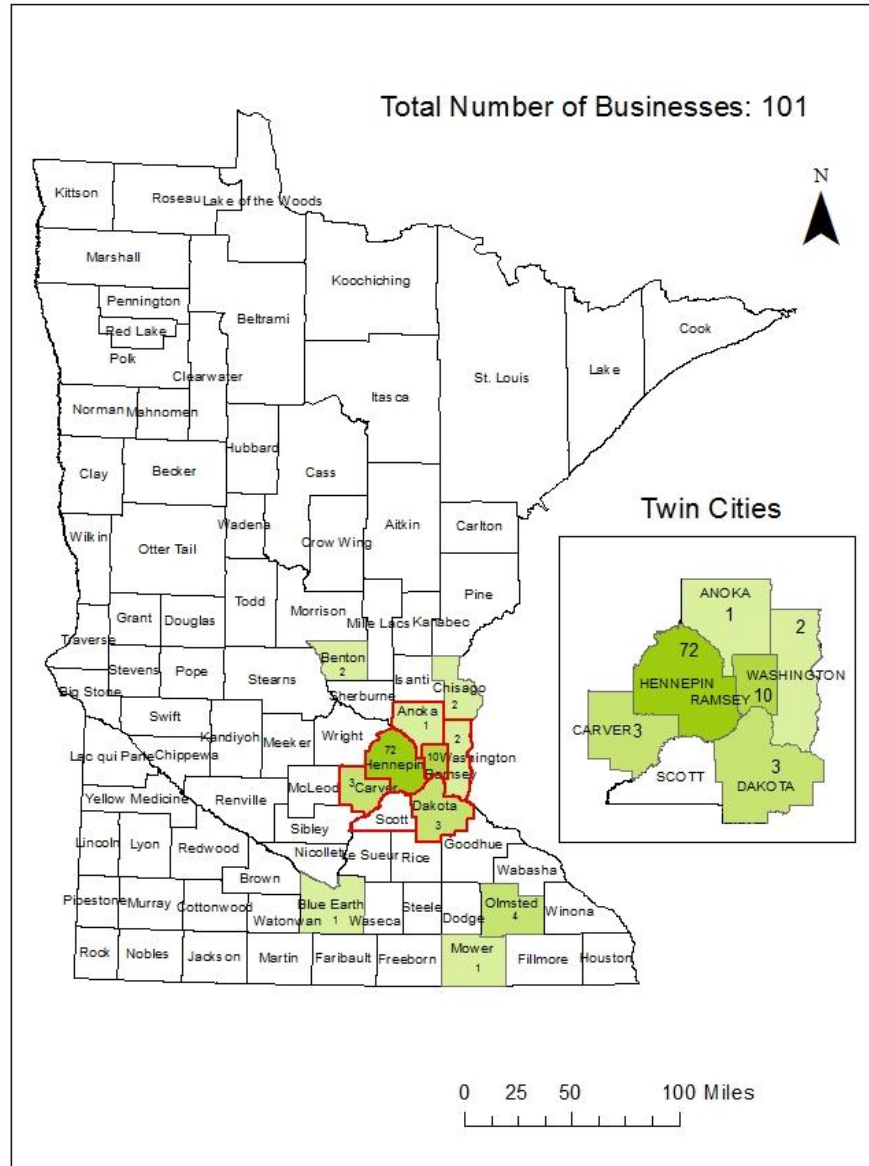 Total Number of Businesses: 101
N
Kittson
Roseau
Lake of the Woods
Marshall
Koochiching
Pennington
Beltrami
Red Lake
Polk
Clearwater
Cook
St. Louis
Lake
Itasca
Norman
Mahnomen
Hubbard
Cass
Clay
Becker
Wadena
Aitkin
Carlton
Crow Wing
Wilkin
Otter Tail
Pine
Todd
Morrison
Mille Lacs
Kanabec
Grant
Douglas
Traverse
Benton
2
Stevens
Pope
Stearns
Isanti
Chisago
2
Big Stone
Sherburne
Anoka
1
Swift
Kandiyohi
Meeker
Wright
2
Washington
Lac qui Parle
Chippewa
72
Hennepin
10
Ramsey
McLeod
3
Carver
Yellow Medicine
Renville
Dakota
3
Scott
Sibley
Lincoln
Lyon
Redwood
Nicollet
Le Sueur
Rice
Goodhue
Wabasha
Brown
Pipestone
Murray
Cottonwood
Watonwan
Blue Earth
1
Waseca
Steele
Dodge
Olmsted
4
Winona
Rock
Nobles
Jackson
Martin
Faribault
Freeborn
Mower
1
Fillmore
Houston
Twin Cities
ANOKA
1
2
72
HENNEPIN
WASHINGTON
RAMSEY
10
CARVER
3
SCOTT
3
DAKOTA
0 25 50 100 Miles